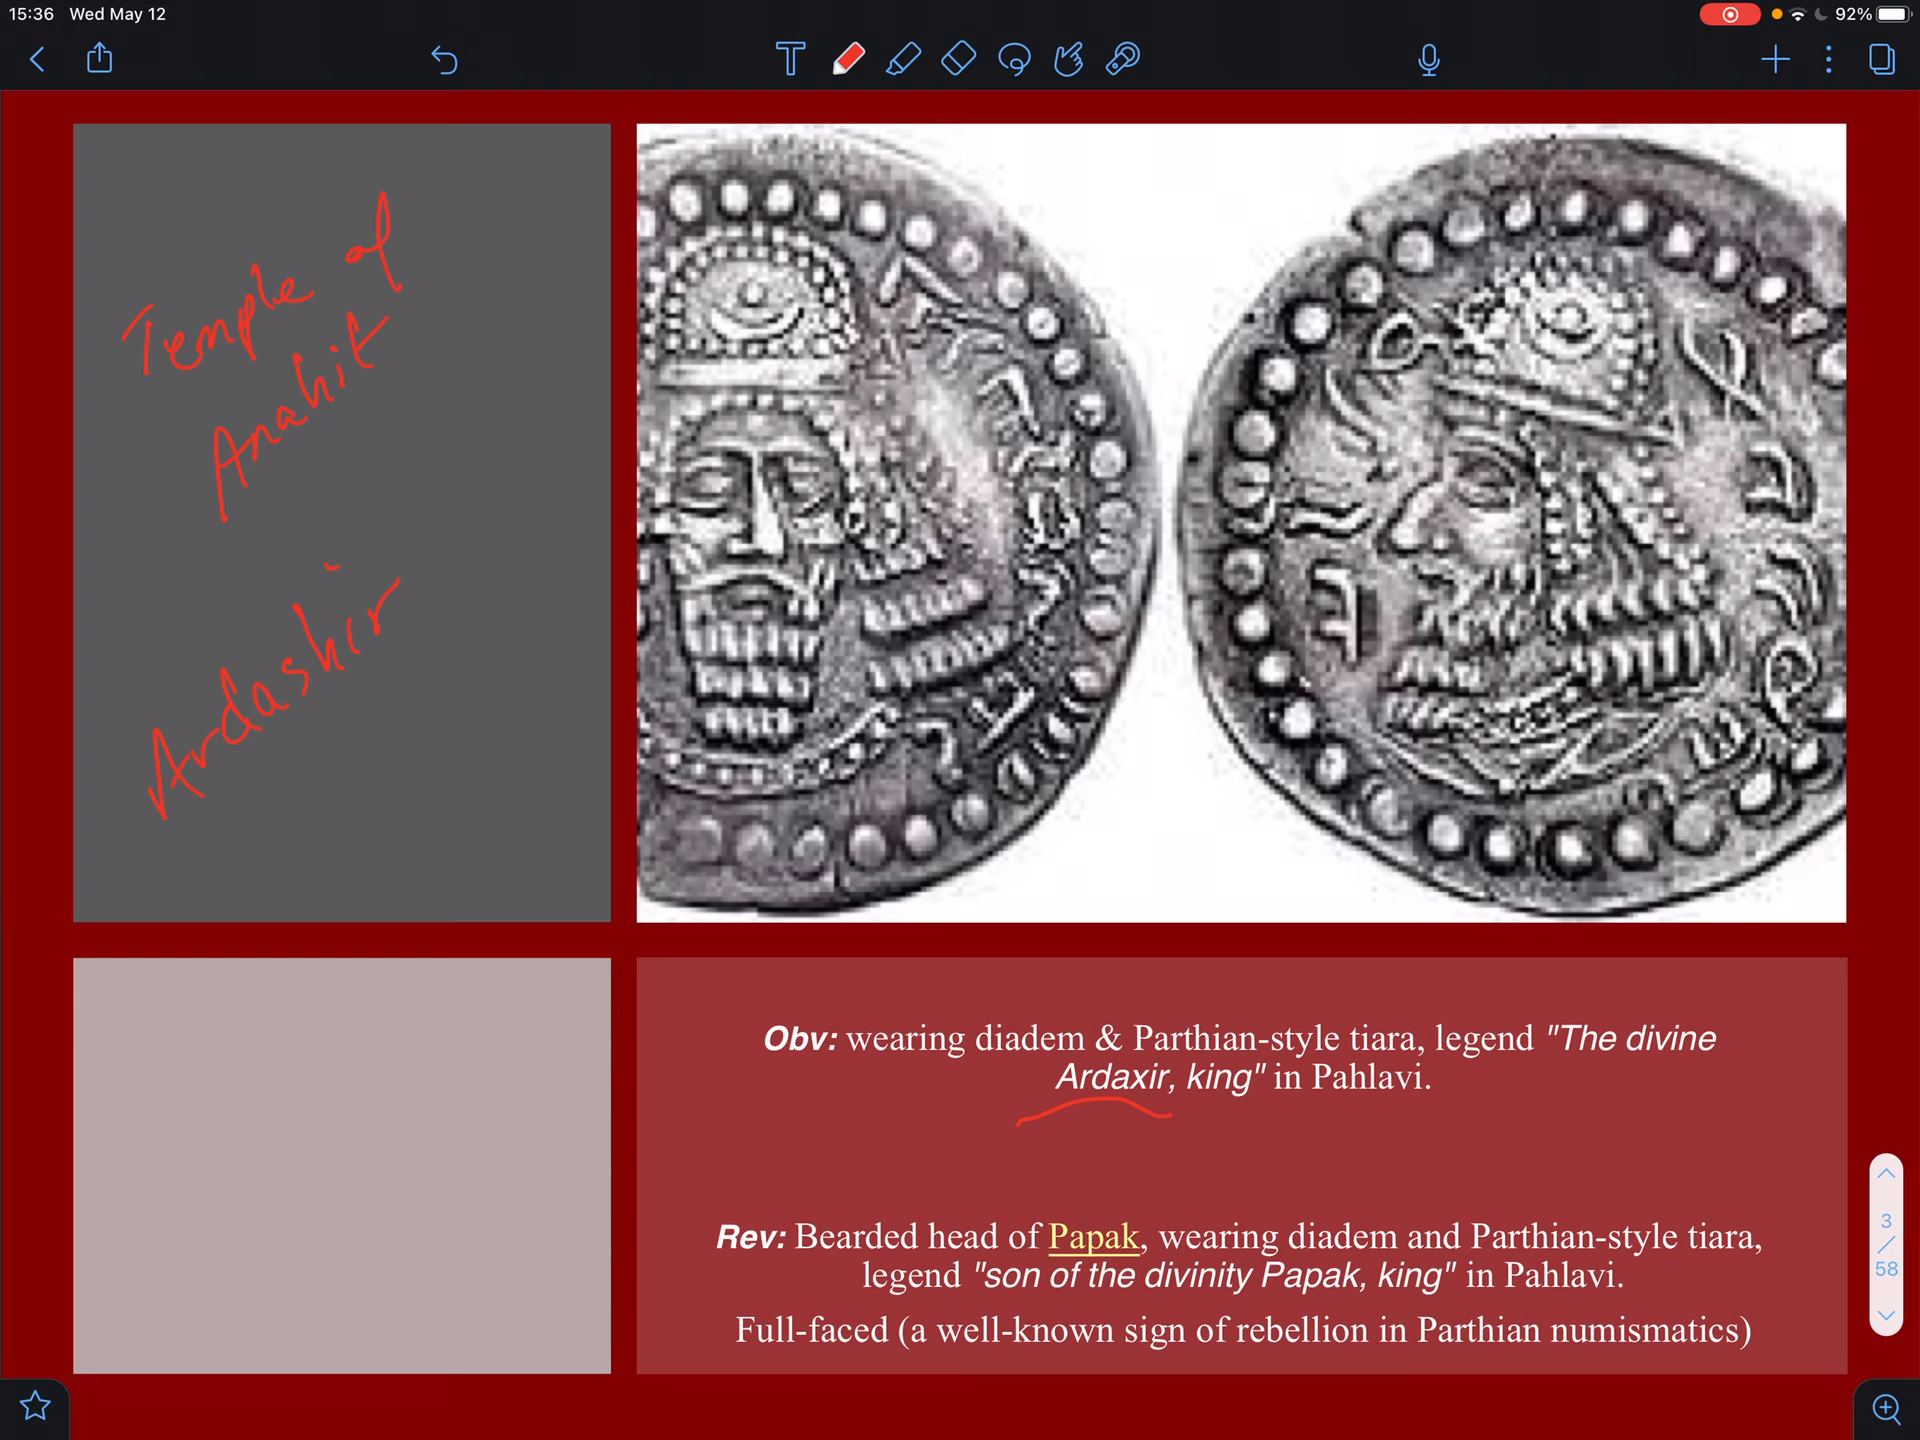 15:36 Wed May 12
92%
Temple of
Anahit
Ardashir
Obv: wearing diadem & Parthian-style tiara, legend "The divine
Ardaxir, king" in Pahlavi.
Rev: Bearded head of Papak, wearing diadem and Parthian-style tiara,
legend "son of the divinity Papak, king" in Pahlavi.
Full-faced (a well-known sign of rebellion in Parthian numismatics)
3
/
58